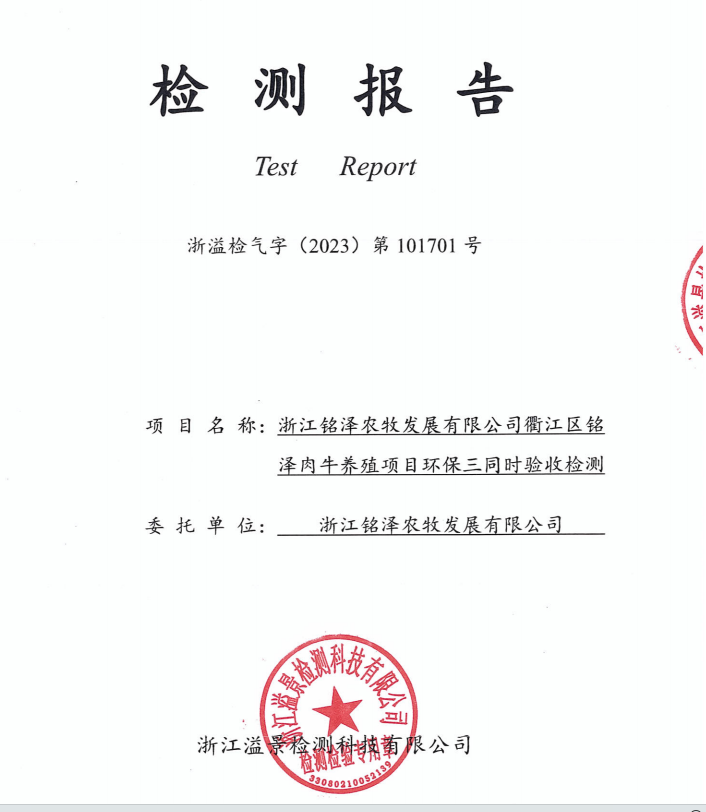 检测报告
Test Report
浙溢检气字（2023）第 101701 号
项目名称：浙江铭泽农牧发展有限公司衢江区铭
泽肉牛养殖项目环保三同时验收检测
委托单位：浙江铭泽农牧发展有限公司
浙江溢景检测科技有限公司
检测检验专用章
33080210052139
浙江溢景检测科技有限公司